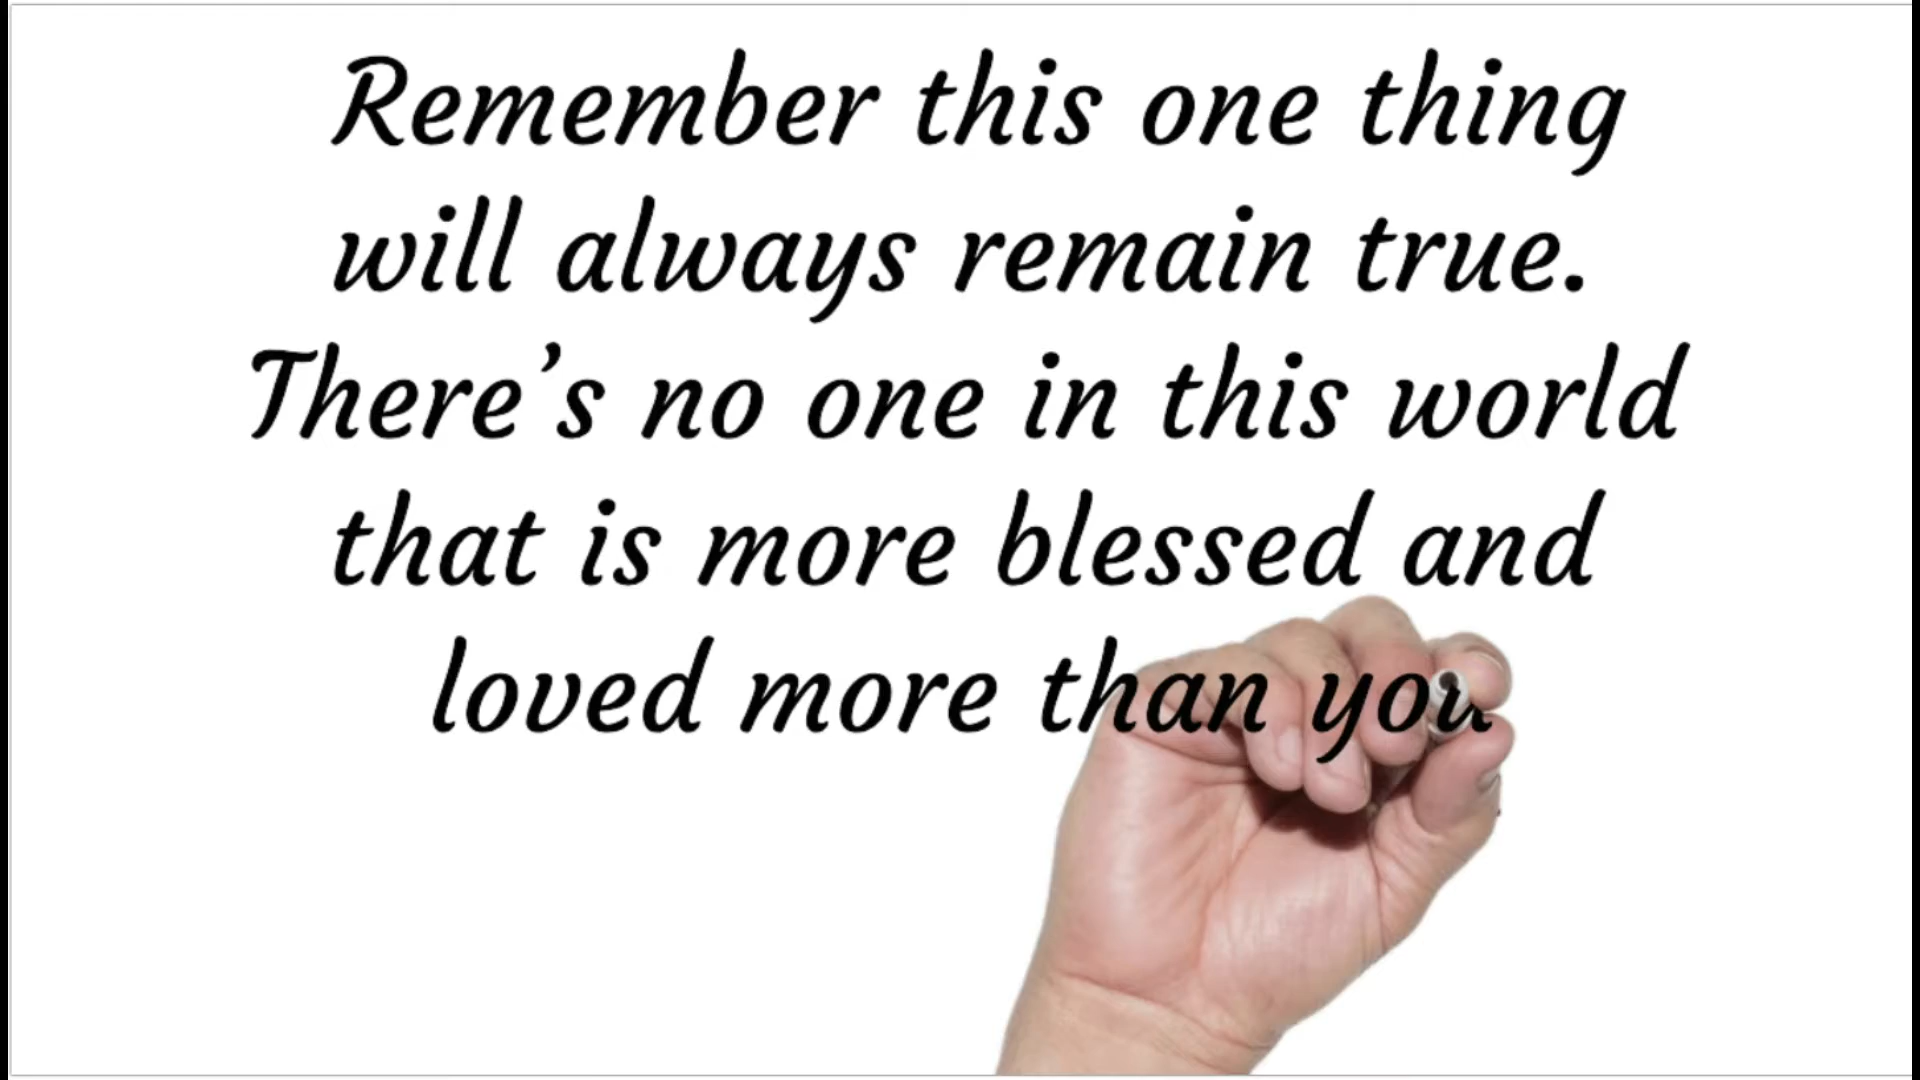 Remember this one thing
will always remain true.
There’s no one in this world
that is more blessed and
loved more than you